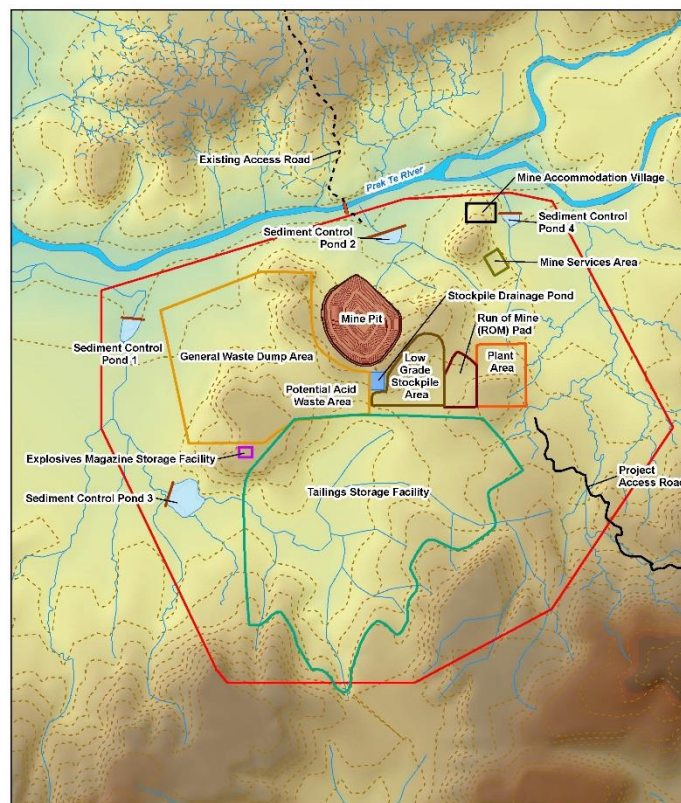 Existing Access Road
Prek Te River
Mine Accommodation Village
Sediment Control
Pond 4
Sediment Control
Pond 2
Mine Services Area
Stockpile Drainage Pond
Run of Mine
(ROM) Pad
Mine Pit
Sediment Control
Pond 1
General Waste Dump Area
Low
Grade
Stockpile
Area
Plant
Area
Potential Acid
Waste Area
Explosives Magazine Storage Facility
Project
Access Road
Sediment Control Pond 3
Tailings Storage Facility